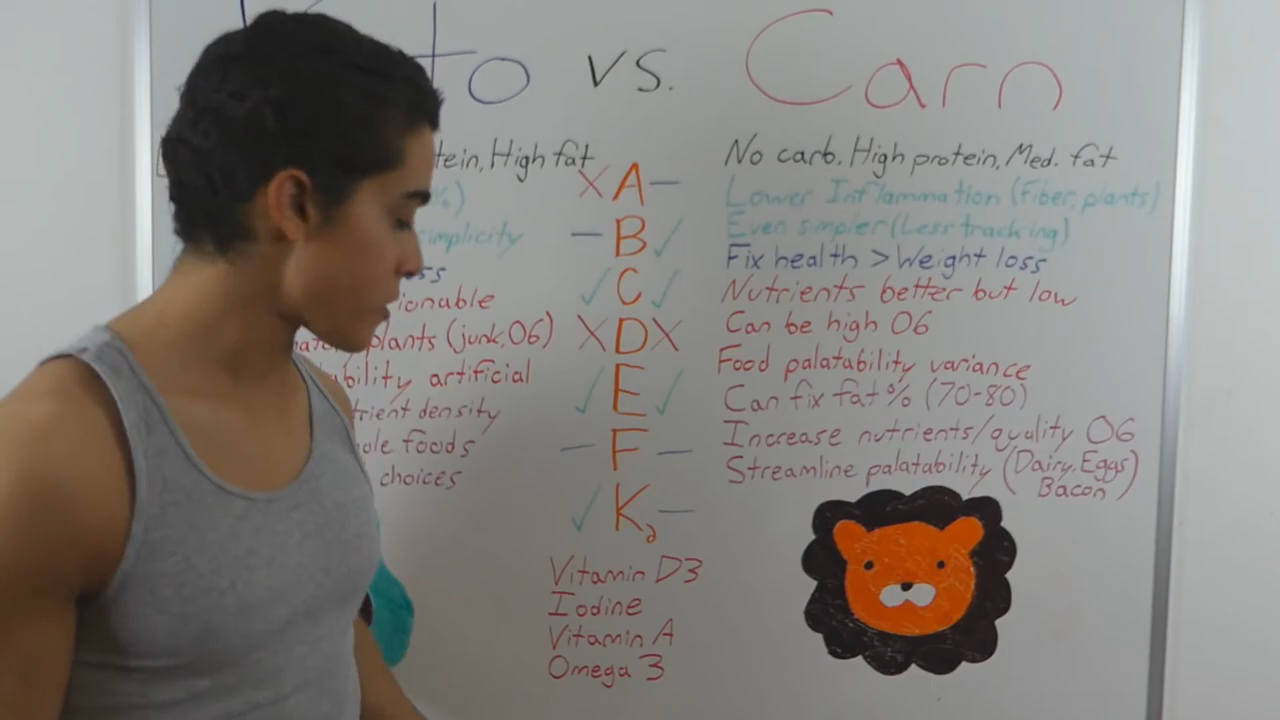 to vs. Carn
tein, High fat
%)
simplicity
ss
ionable
plants (junk, O6)
bility artificial
trient density
ole foods
choices
X A —
— B ✓
✓ C ✓
X D X
✓ E ✓
— F —
✓ K2 —
Vitamin D3
Iodine
Vitamin A
Omega 3
No carb. High protein, Med. fat
Lower Inflammation (Fiber, plants)
Even simpler (Less tracking)
Fix health > Weight loss
Nutrients better but low
Can be high O6
Food palatability variance
Can fix fat % (70-80)
Increase nutrients/quality O6
Streamline palatability (Dairy, Eggs
Bacon)